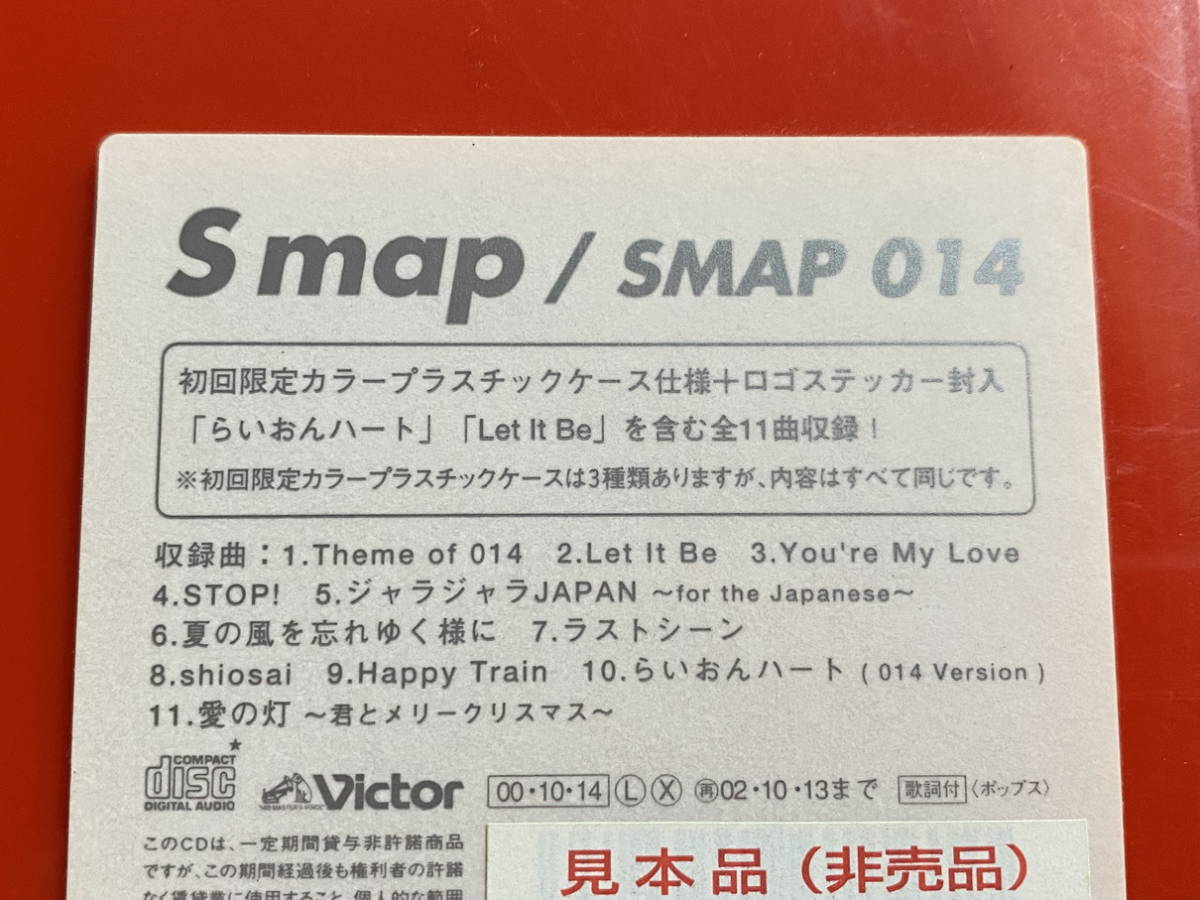 Smap / SMAP 014
初回限定カラープラスチックケース仕様+ロゴステッカー封入
「らいおんハート」「Let It Be」を含む全11曲収録!
※初回限定カラープラスチックケースは3種類ありますが、内容はすべて同じです。
収録曲:1.Theme of 014 2.Let It Be 3.You're My Love
4.STOP! 5.ジャラジャラJAPAN ~for the Japanese~
6.夏の風を忘れゆく様に 7.ラストシーン
8.shiosai 9.Happy Train 10.らいおんハート (014 Version)
11.愛の灯 ~君とメリークリスマス~
COMPACT
disc
DIGITAL AUDIO
"HIS MASTER'S VOICE"
Victor
00・10・14 Ⓛ Ⓧ ㊮02・10・13まで 歌詞付 〈ポップス〉
このCDは、一定期間貸与非許諾商品
ですが、この期間経過後も権利者の許諾
なく賃貸業に使用すること、個人的な範囲
見本品(非売品)